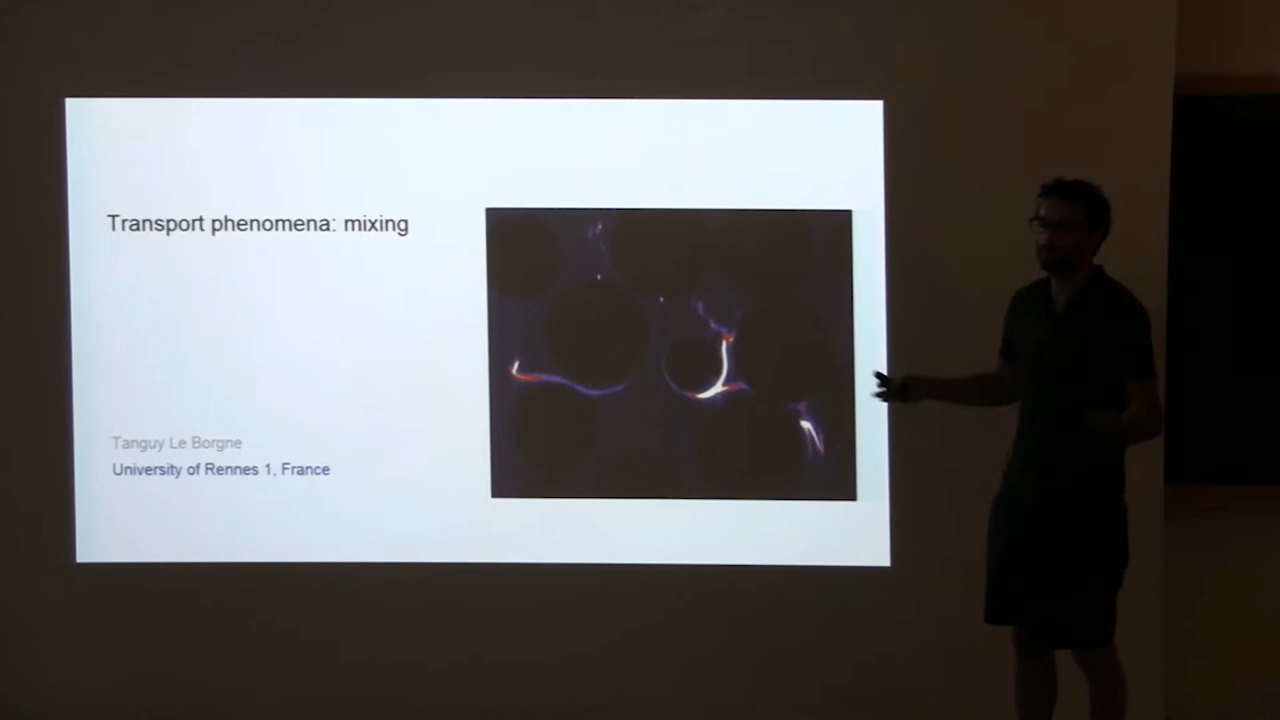 Transport phenomena: mixing
Tanguy Le Borgne
University of Rennes 1, France